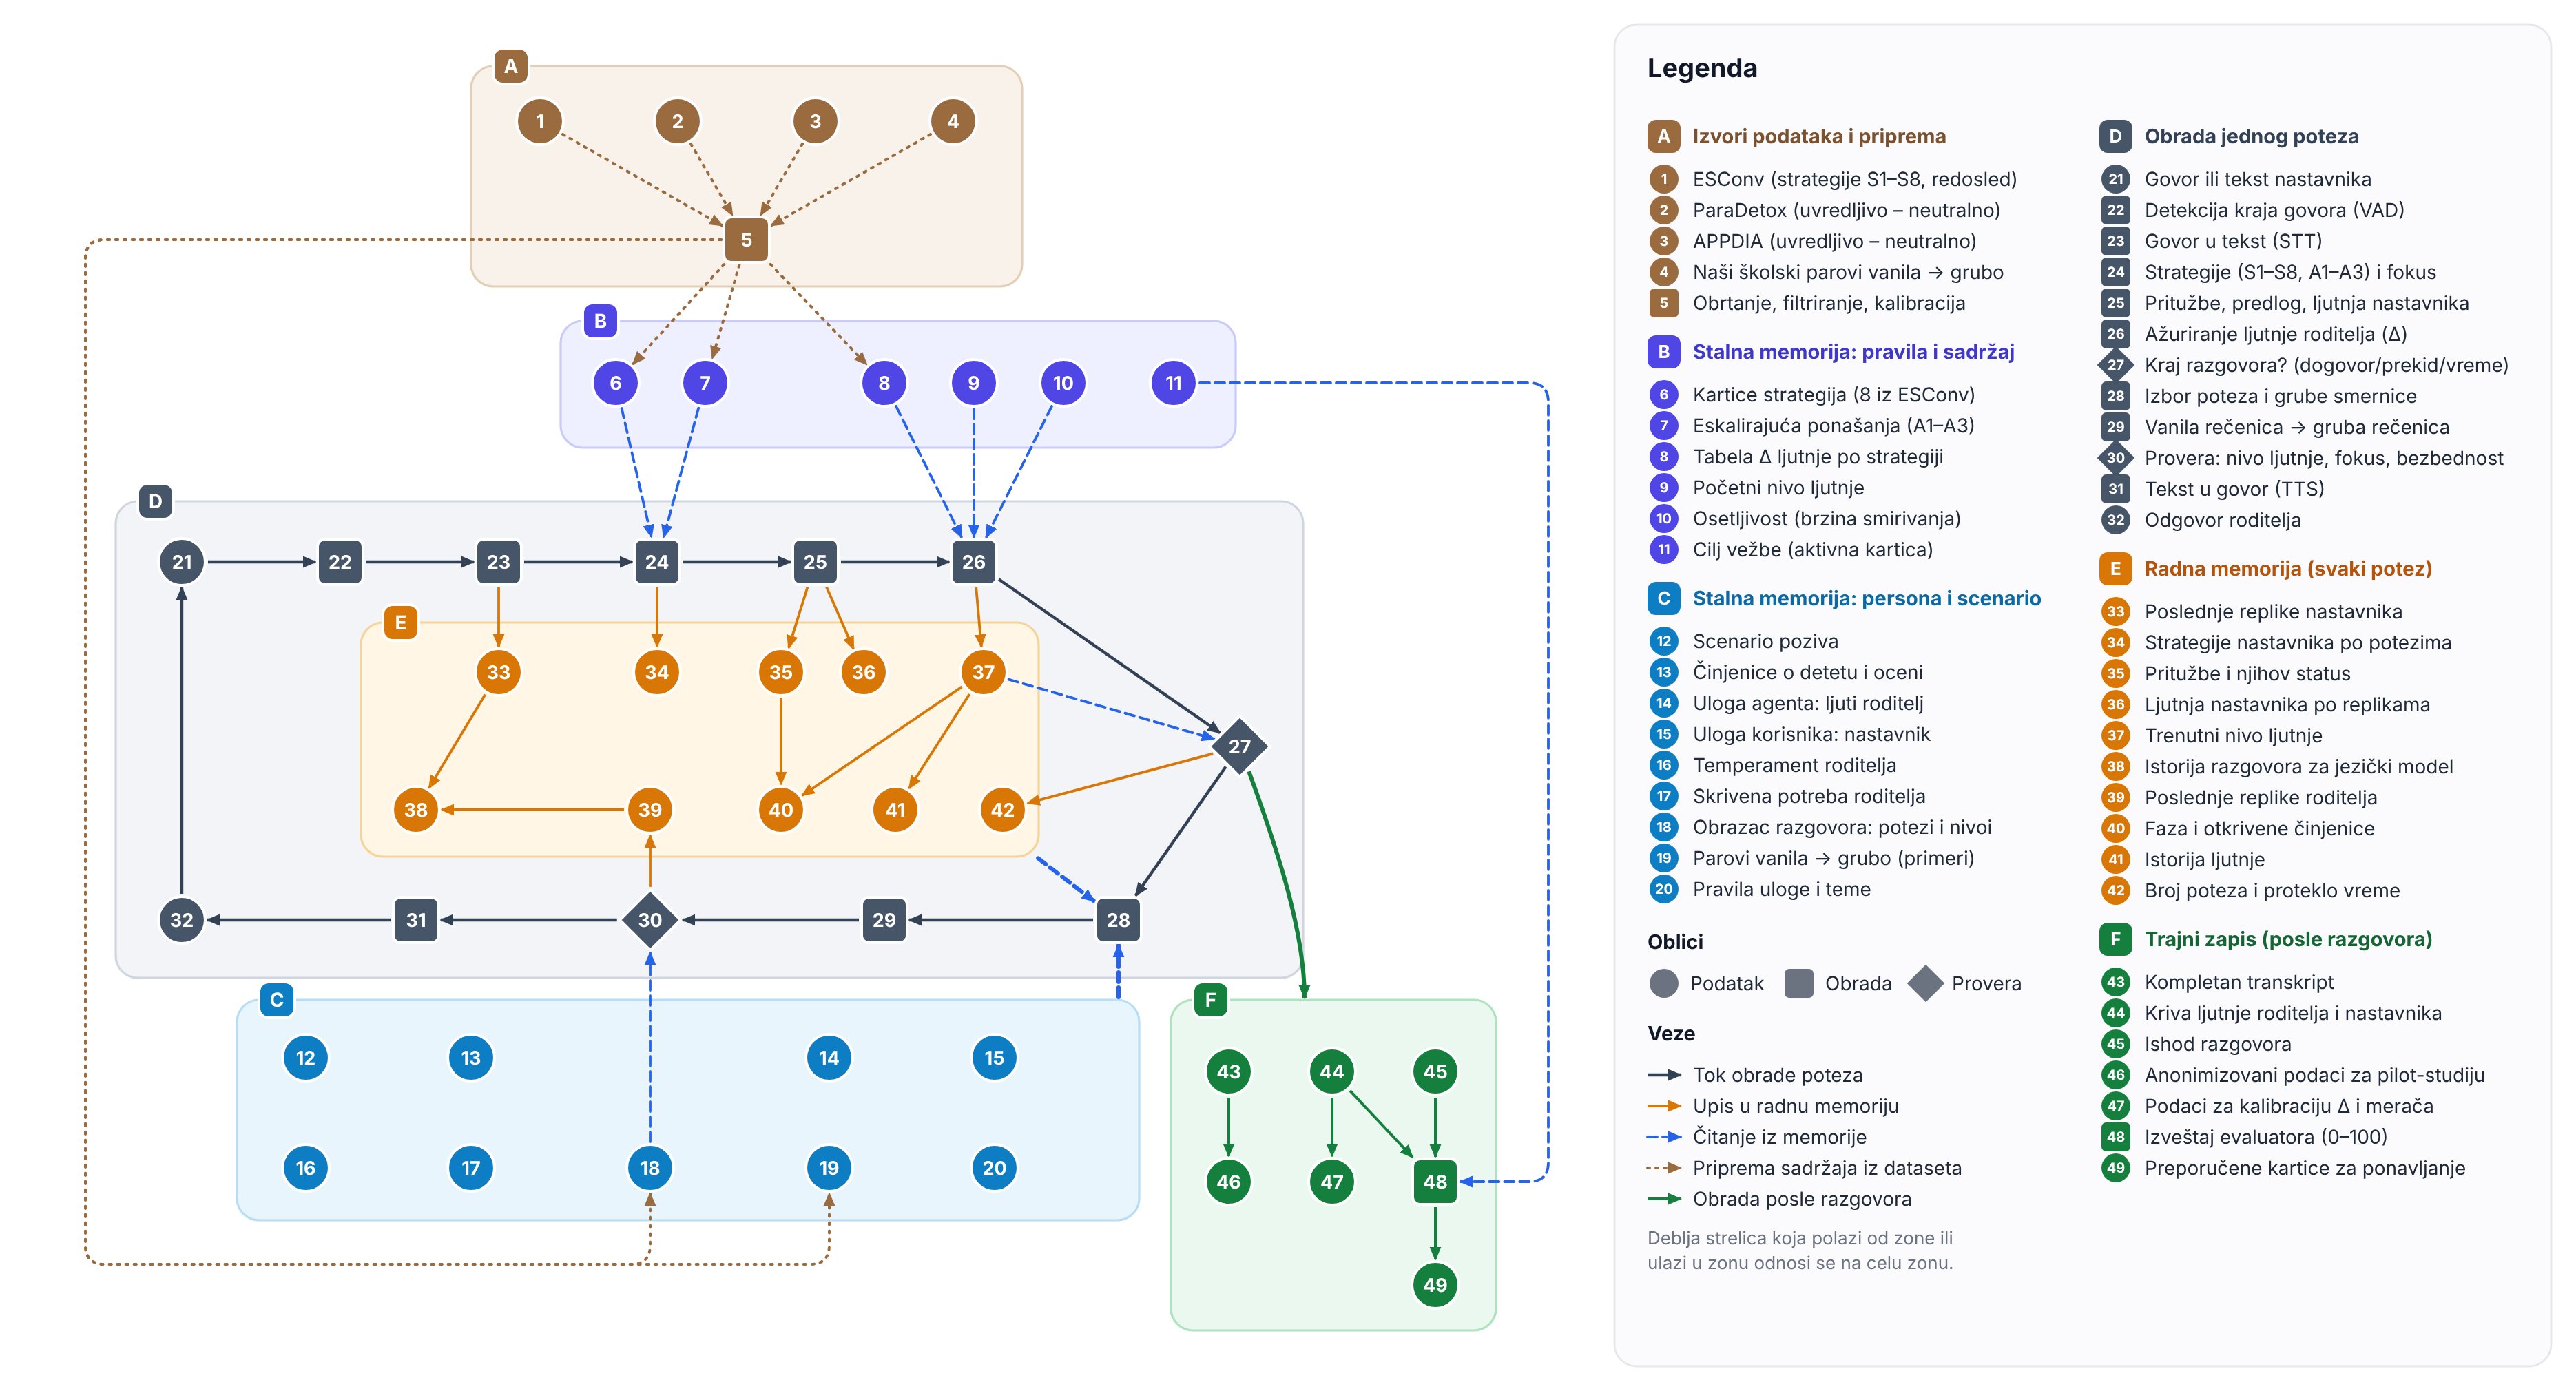 A
1
2
3
4
5
B
6
7
8
9
10
11
D
21
22
23
24
25
26
E
33
34
35
36
37
27
38
39
40
41
42
32
31
30
29
28
C
12
13
14
15
16
17
18
19
20
F
43
44
45
46
47
48
49
Legenda
A Izvori podataka i priprema
1 ESConv (strategije S1–S8, redosled)
2 ParaDetox (uvredljivo – neutralno)
3 APPDIA (uvredljivo – neutralno)
4 Naši školski parovi vanila → grubo
5 Obrtanje, filtriranje, kalibracija
B Stalna memorija: pravila i sadržaj
6 Kartice strategija (8 iz ESConv)
7 Eskalirajuća ponašanja (A1–A3)
8 Tabela Δ ljutnje po strategiji
9 Početni nivo ljutnje
10 Osetljivost (brzina smirivanja)
11 Cilj vežbe (aktivna kartica)
C Stalna memorija: persona i scenario
12 Scenario poziva
13 Činjenice o detetu i oceni
14 Uloga agenta: ljuti roditelj
15 Uloga korisnika: nastavnik
16 Temperament roditelja
17 Skrivena potreba roditelja
18 Obrazac razgovora: potezi i nivoi
19 Parovi vanila → grubo (primeri)
20 Pravila uloge i teme
Oblici
Podatak Obrada Provera
Veze
Tok obrade poteza
Upis u radnu memoriju
Čitanje iz memorije
Priprema sadržaja iz dataseta
Obrada posle razgovora
Deblja strelica koja polazi od zone ili
ulazi u zonu odnosi se na celu zonu.
D Obrada jednog poteza
21 Govor ili tekst nastavnika
22 Detekcija kraja govora (VAD)
23 Govor u tekst (STT)
24 Strategije (S1–S8, A1–A3) i fokus
25 Pritužbe, predlog, ljutnja nastavnika
26 Ažuriranje ljutnje roditelja (Δ)
27 Kraj razgovora? (dogovor/prekid/vreme)
28 Izbor poteza i grube smernice
29 Vanila rečenica → gruba rečenica
30 Provera: nivo ljutnje, fokus, bezbednost
31 Tekst u govor (TTS)
32 Odgovor roditelja
E Radna memorija (svaki potez)
33 Poslednje replike nastavnika
34 Strategije nastavnika po potezima
35 Pritužbe i njihov status
36 Ljutnja nastavnika po replikama
37 Trenutni nivo ljutnje
38 Istorija razgovora za jezički model
39 Poslednje replike roditelja
40 Faza i otkrivene činjenice
41 Istorija ljutnje
42 Broj poteza i proteklo vreme
F Trajni zapis (posle razgovora)
43 Kompletan transkript
44 Kriva ljutnje roditelja i nastavnika
45 Ishod razgovora
46 Anonimizovani podaci za pilot-studiju
47 Podaci za kalibraciju Δ i merača
48 Izveštaj evaluatora (0–100)
49 Preporučene kartice za ponavljanje